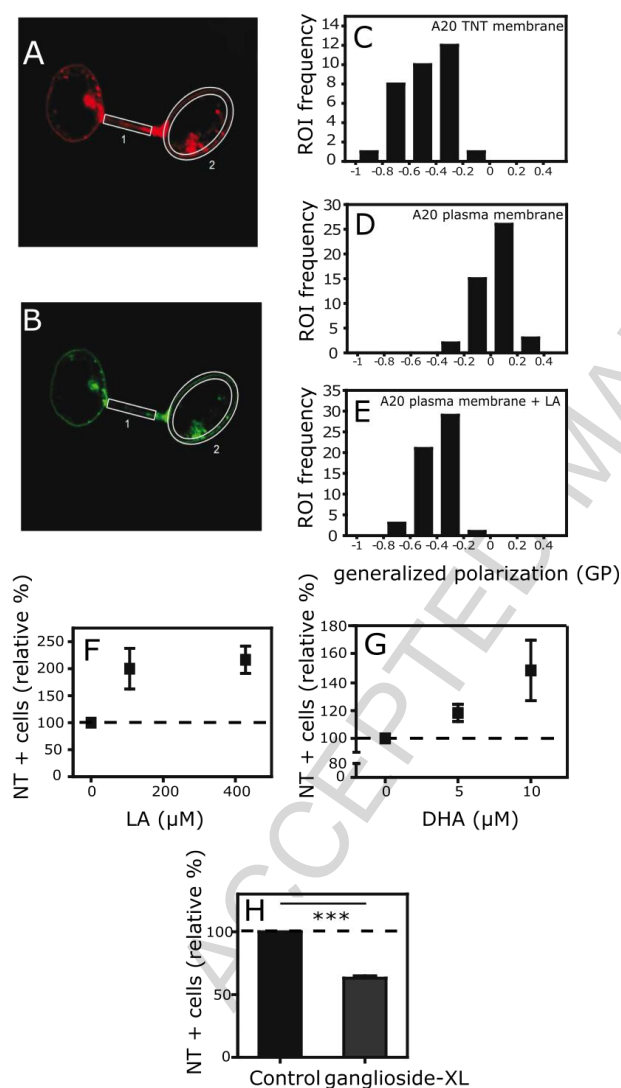 A
1
2
B
1
2
C
A20 TNT membrane
ROI frequency
14
12
10
8
6
4
2
0
-1 -0.8 -0.6 -0.4 -0.2 0 0.2 0.4
D
A20 plasma membrane
ROI frequency
30
25
20
15
10
5
0
-1 -0.8 -0.6 -0.4 -0.2 0 0.2 0.4
E
A20 plasma membrane + LA
ROI frequency
35
30
25
20
15
10
5
0
-1 -0.8 -0.6 -0.4 -0.2 0 0.2 0.4
generalized polarization (GP)
F
NT + cells (relative %)
250
200
150
100
50
0
0 200 400
LA (µM)
G
NT + cells (relative %)
180
160
140
120
100
80
0
0 5 10
DHA (µM)
H
***
NT + cells (relative %)
100
50
0
Control ganglioside-XL
ACCEPTED MA